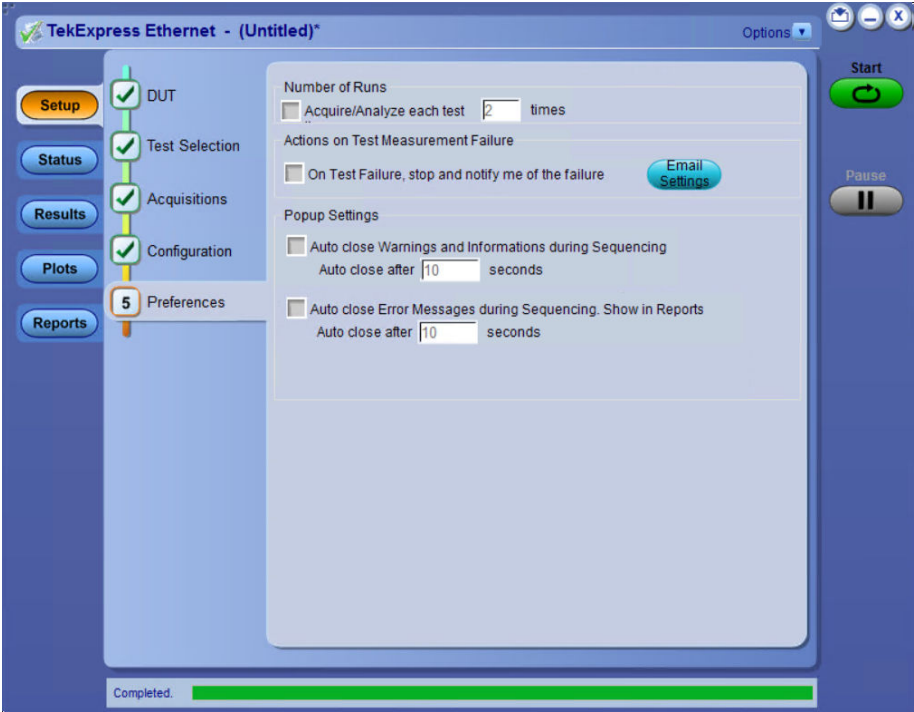 TekExpress Ethernet - (Untitled)*
Options
Start
Pause
Setup
Status
Results
Plots
Reports
DUT
Test Selection
Acquisitions
Configuration
5 Preferences
Number of Runs
Acquire/Analyze each test 2 times
Actions on Test Measurement Failure
On Test Failure, stop and notify me of the failure
Email
Settings
Popup Settings
Auto close Warnings and Informations during Sequencing
Auto close after 10 seconds
Auto close Error Messages during Sequencing. Show in Reports
Auto close after 10 seconds
Completed.